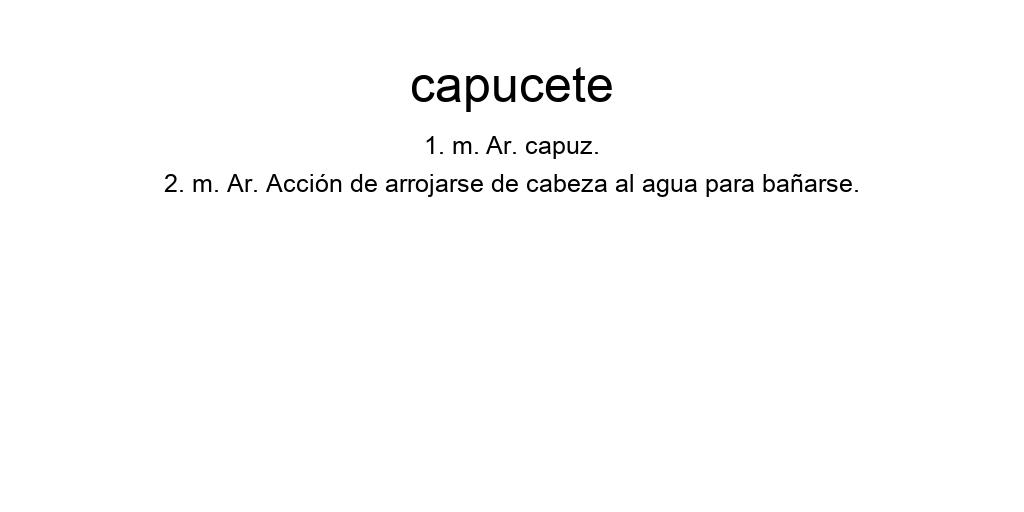 capucete
1. m. Ar. capuz.
2. m. Ar. Acción de arrojarse de cabeza al agua para bañarse.